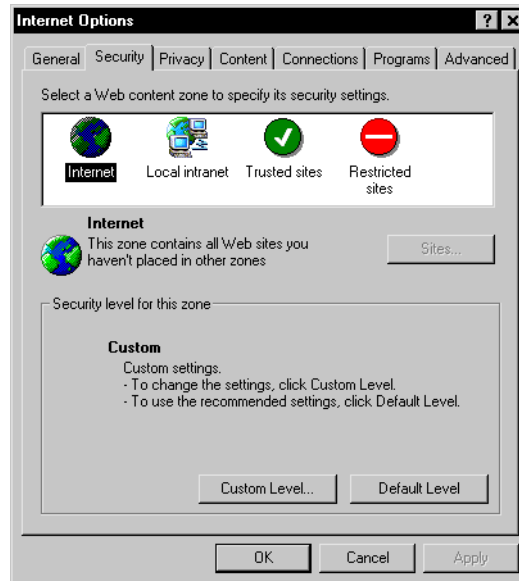 Internet Options
? X
General Security Privacy Content Connections Programs Advanced
Select a Web content zone to specify its security settings.
Internet Local intranet Trusted sites Restricted
sites
Internet
This zone contains all Web sites you
haven't placed in other zones
Sites...
Security level for this zone
Custom
Custom settings.
- To change the settings, click Custom Level.
- To use the recommended settings, click Default Level.
Custom Level... Default Level
OK Cancel Apply